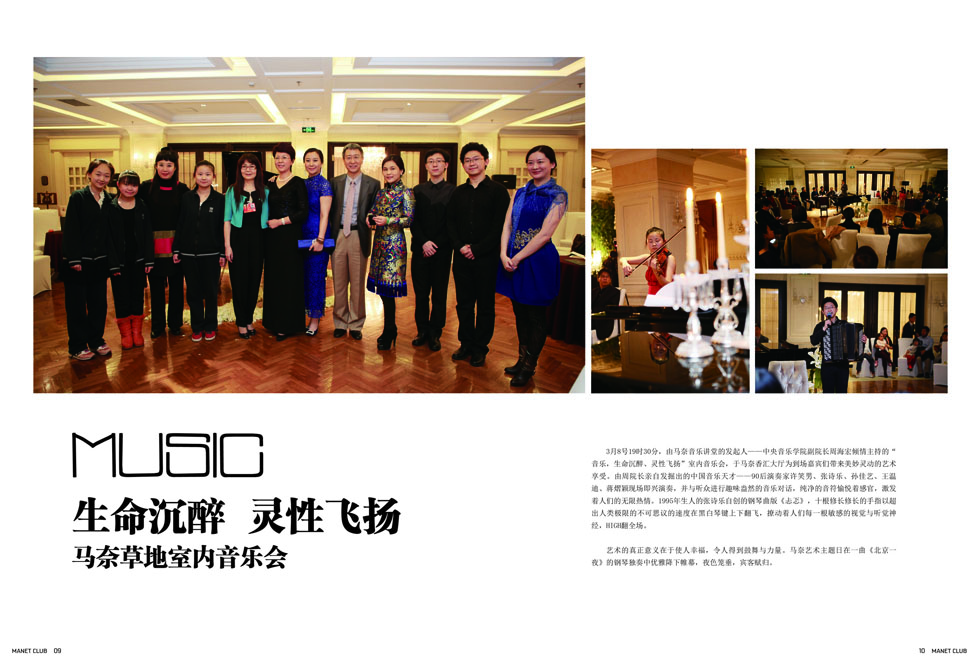 MUSIC
生命沉醉 灵性飞扬
马奈草地室内音乐会
3月8号19时30分，由马奈音乐讲堂的发起人——中央音乐学院副院长周海宏倾情主持的“
音乐，生命沉醉、灵性飞扬”室内音乐会，于马奈香汇大厅为到场嘉宾们带来美妙灵动的艺术
享受。由周院长亲自发掘出的中国音乐天才——90后演奏家许笑男、张诗乐、孙佳艺、王温
迪、蒋熠颖现场即兴演奏，并与听众进行趣味盎然的音乐对话，纯净的音符愉悦着感官，激发
着人们的无限热情。1995年生人的张诗乐自创的钢琴曲版《忐忑》，十根修长修长的手指以超
出人类极限的不可思议的速度在黑白琴键上下翻飞，撩动着人们每一根敏感的视觉与听觉神
经，HIGH翻全场。
艺术的真正意义在于使人幸福，令人得到鼓舞与力量。马奈艺术主题日在一曲《北京一
夜》的钢琴独奏中优雅降下帷幕，夜色笼垂，宾客赋归。
MANET CLUB 09
10 MANET CLUB